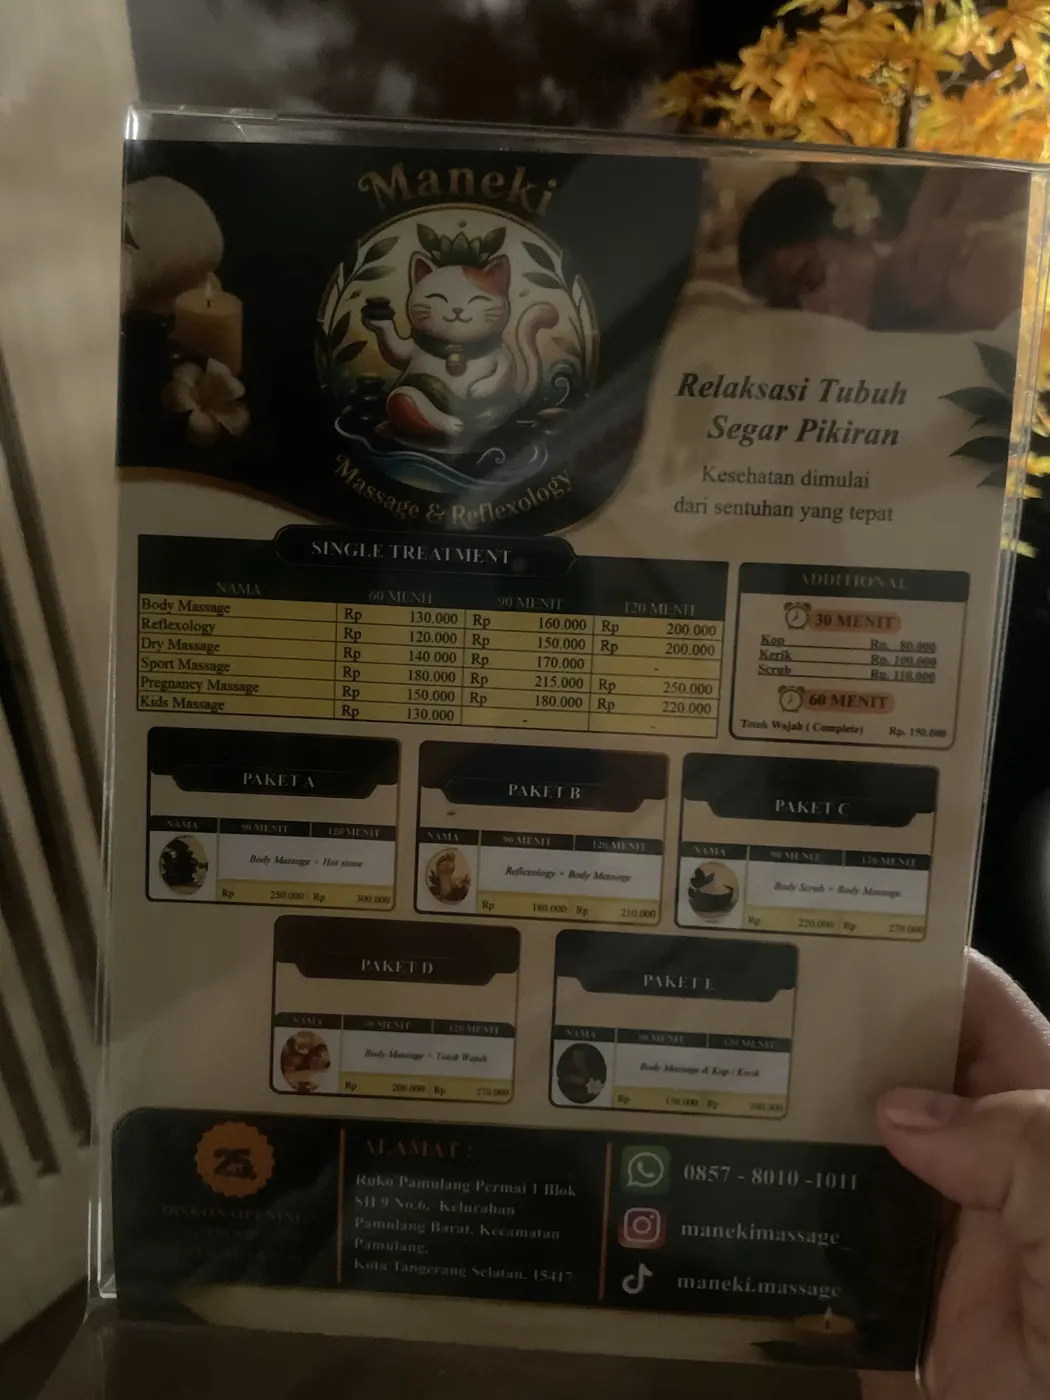 Maneki
Massage & Reflexology
Relaksasi Tubuh
Segar Pikiran
Kesehatan dimulai
dari sentuhan yang tepat
SINGLE TREATMENT
NAMA 60 MENIT 90 MENIT 120 MENIT
Body Massage Rp 130.000 Rp 160.000 Rp 200.000
Reflexology Rp 120.000 Rp 150.000 Rp 200.000
Dry Massage Rp 140.000 Rp 170.000 -
Sport Massage Rp 180.000 Rp 215.000 Rp 250.000
Pregnancy Massage Rp 150.000 Rp 180.000 Rp 220.000
Kids Massage Rp 130.000 - -
ADDITIONAL
30 MENIT
Kop Rp. 80.000
Kerik Rp. 100.000
Scrub Rp. 110.000
60 MENIT
Totok Wajah ( Complete) Rp. 150.000
PAKET A
NAMA 90 MENIT 120 MENIT
Body Massage + Hot stone
Rp 250.000 Rp 300.000
PAKET B
NAMA 90 MENIT 120 MENIT
Reflexology + Body Massage
Rp 180.000 Rp 210.000
PAKET C
NAMA 90 MENIT 120 MENIT
Body Scrub + Body Massage
Rp 220.000 Rp 270.000
PAKET D
NAMA 90 MENIT 120 MENIT
Body Massage + Totok Wajah
Rp 200.000 Rp 270.000
PAKET E
NAMA 90 MENIT 120 MENIT
Body Massage & Kop / Kerik
Rp Rp 200.000
25
DISKON OPENING
ALAMAT :
Ruko Pamulang Permai 1 Blok
SH 9 No.6, Kelurahan
Pamulang Barat, Kecamatan
Pamulang,
Kota Tangerang Selatan, 15417
0857 - 8010 -1011
manekimassage_
maneki.massage